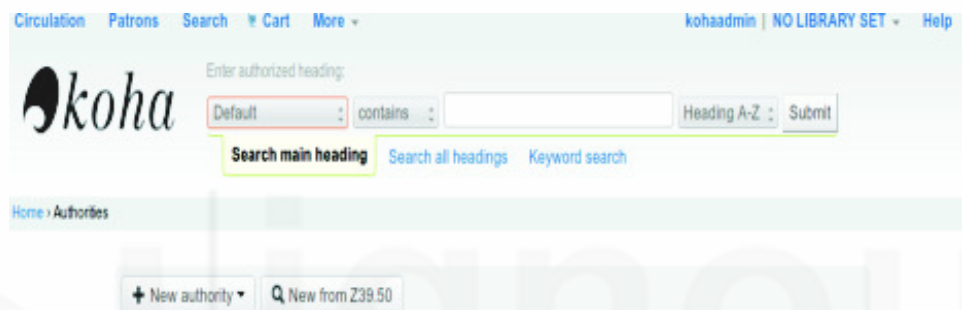 Circulation Patrons Search Cart More kohaadmin | NO LIBRARY SET Help
Enter authorized heading:
koha Default contains Heading A-Z Submit
Search main heading Search all headings Keyword search
Home › Authorities
+ New authority New from Z39.50
ignou